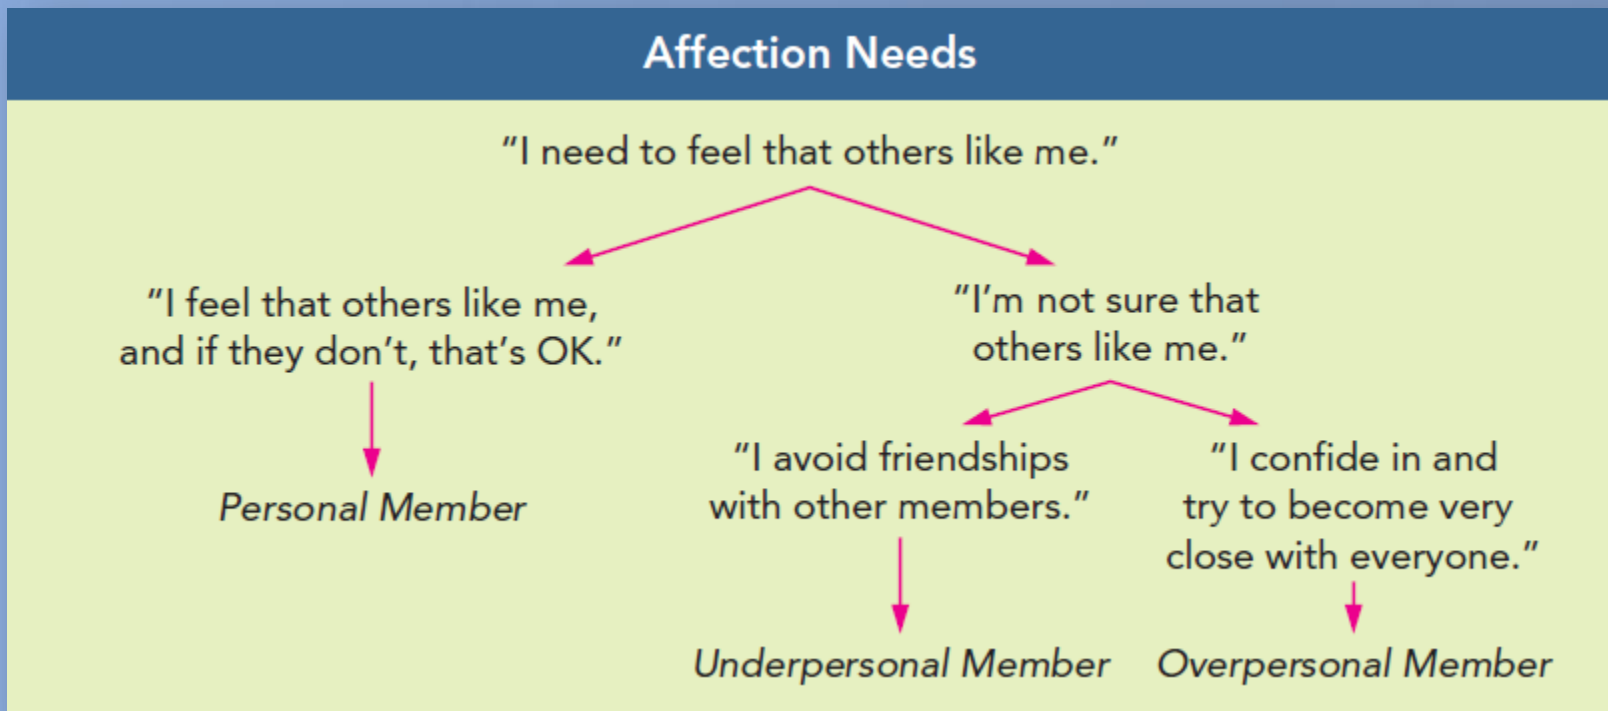 Affection Needs
“I need to feel that others like me.”
“I feel that others like me,
and if they don’t, that’s OK.”
“I’m not sure that
others like me.”
Personal Member
“I avoid friendships
with other members.”
“I confide in and
try to become very
close with everyone.”
Underpersonal Member
Overpersonal Member